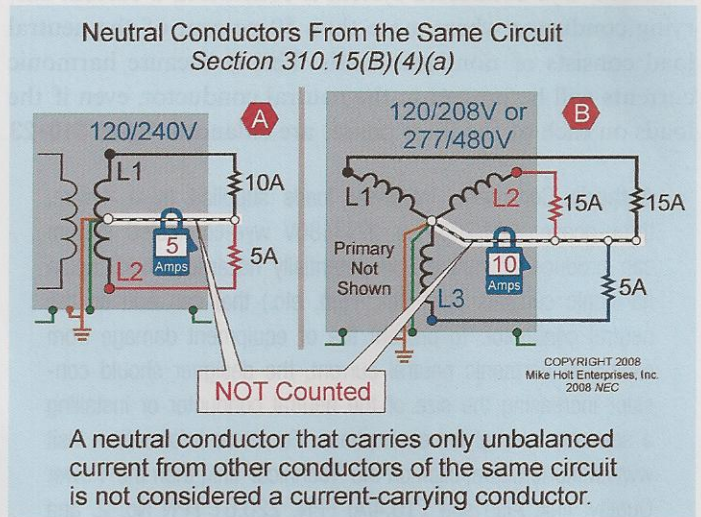 rying conduct
Neutral Conductors From the Same Circuit
Section 310.15(B)(4)(a)
A
120/240V
L1
10A
5
Amps
5A
L2
B
120/208V or
277/480V
L1
L2
15A
15A
Primary
Not
Shown
10
Amps
L3
5A
COPYRIGHT 2008
Mike Holt Enterprises, Inc.
2008 NEC
NOT Counted
A neutral conductor that carries only unbalanced
current from other conductors of the same circuit
is not considered a current-carrying conductor.